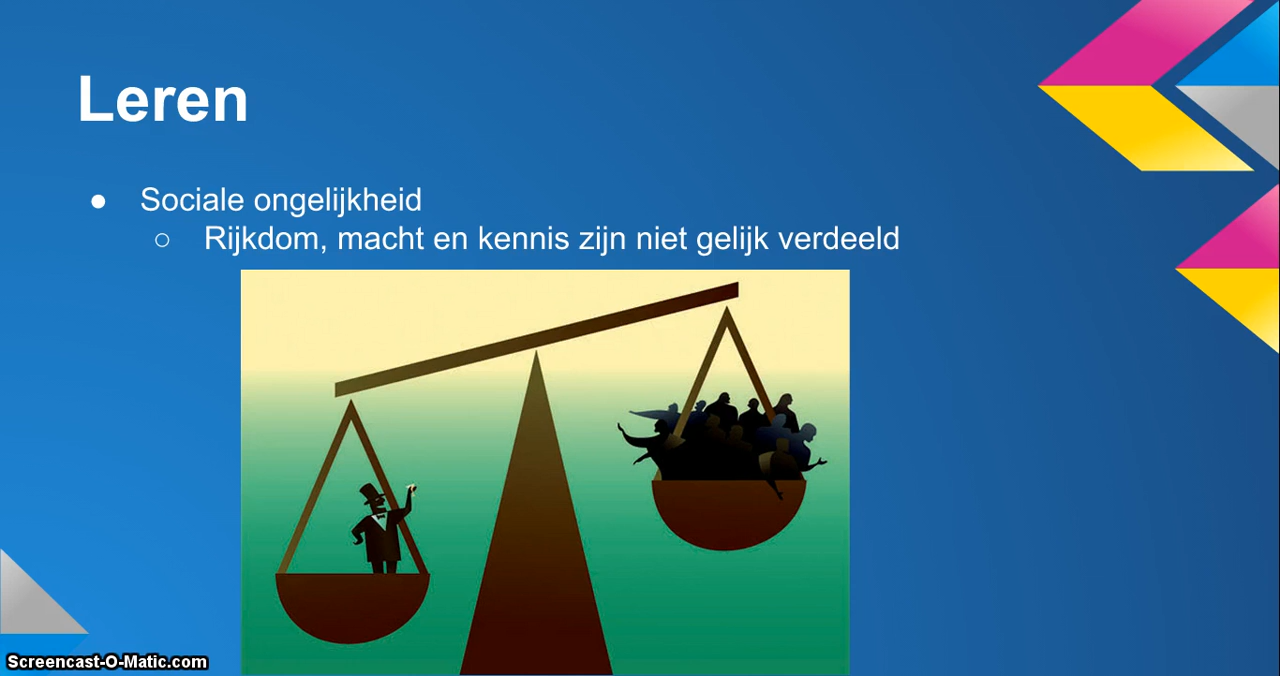 Leren
● Sociale ongelijkheid
○ Rijkdom, macht en kennis zijn niet gelijk verdeeld
Screencast-O-Matic.com